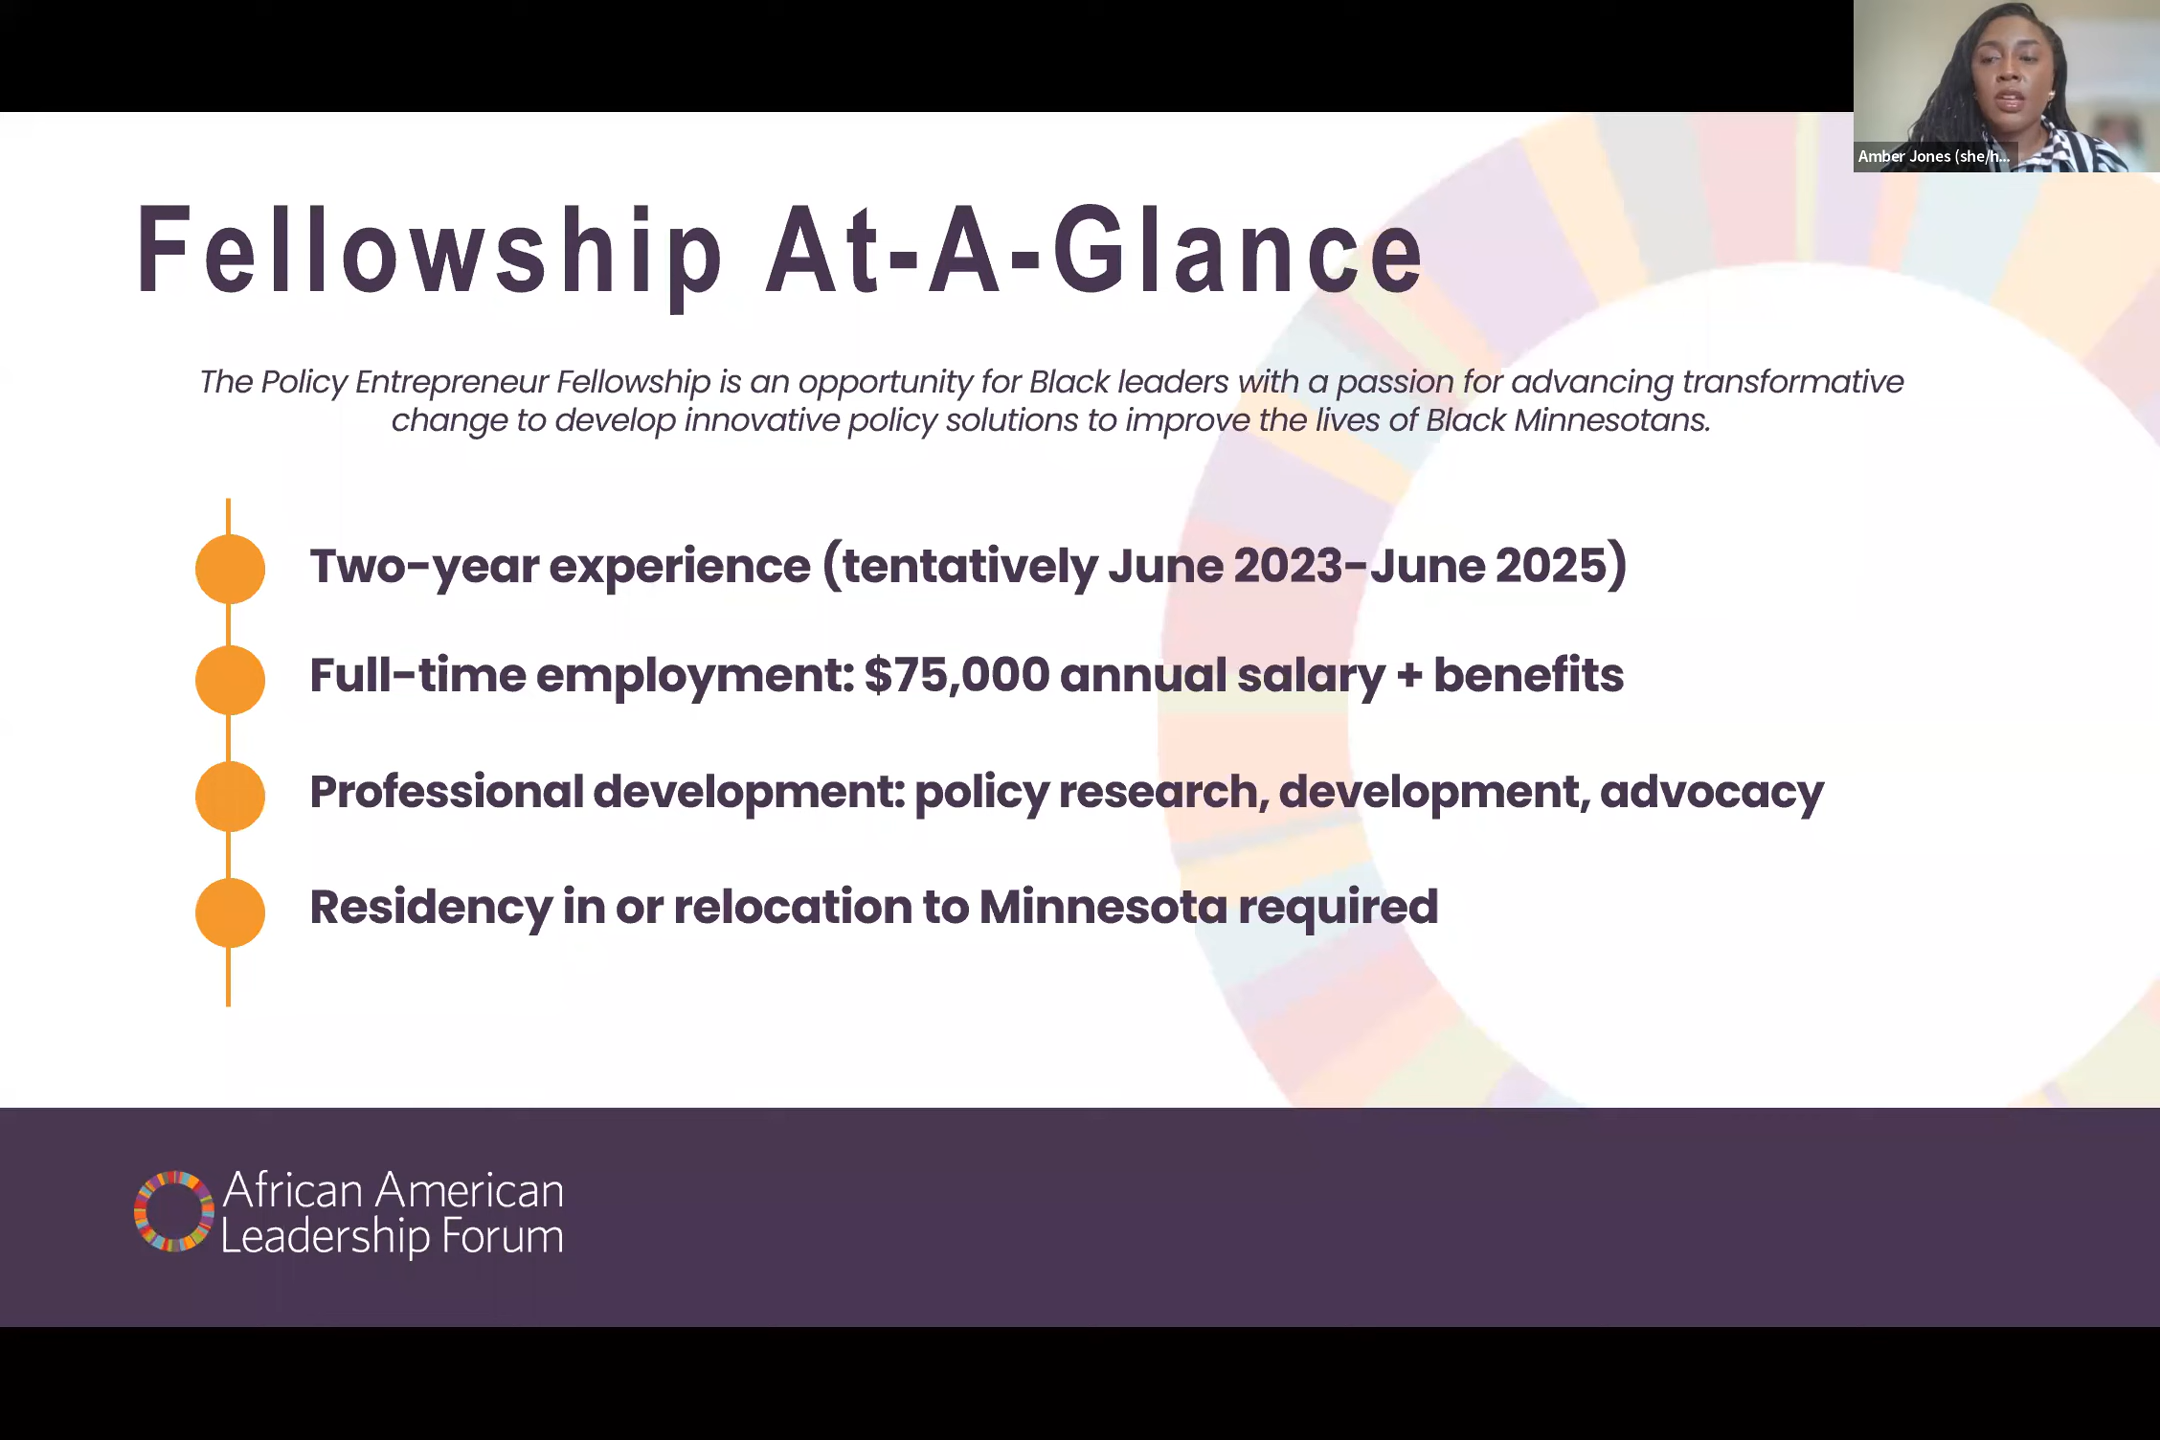 Amber Jones (she/h...
Fellowship At-A-Glance
The Policy Entrepreneur Fellowship is an opportunity for Black leaders with a passion for advancing transformative
change to develop innovative policy solutions to improve the lives of Black Minnesotans.
Two-year experience (tentatively June 2023-June 2025)
Full-time employment: $75,000 annual salary + benefits
Professional development: policy research, development, advocacy
Residency in or relocation to Minnesota required
African American
Leadership Forum